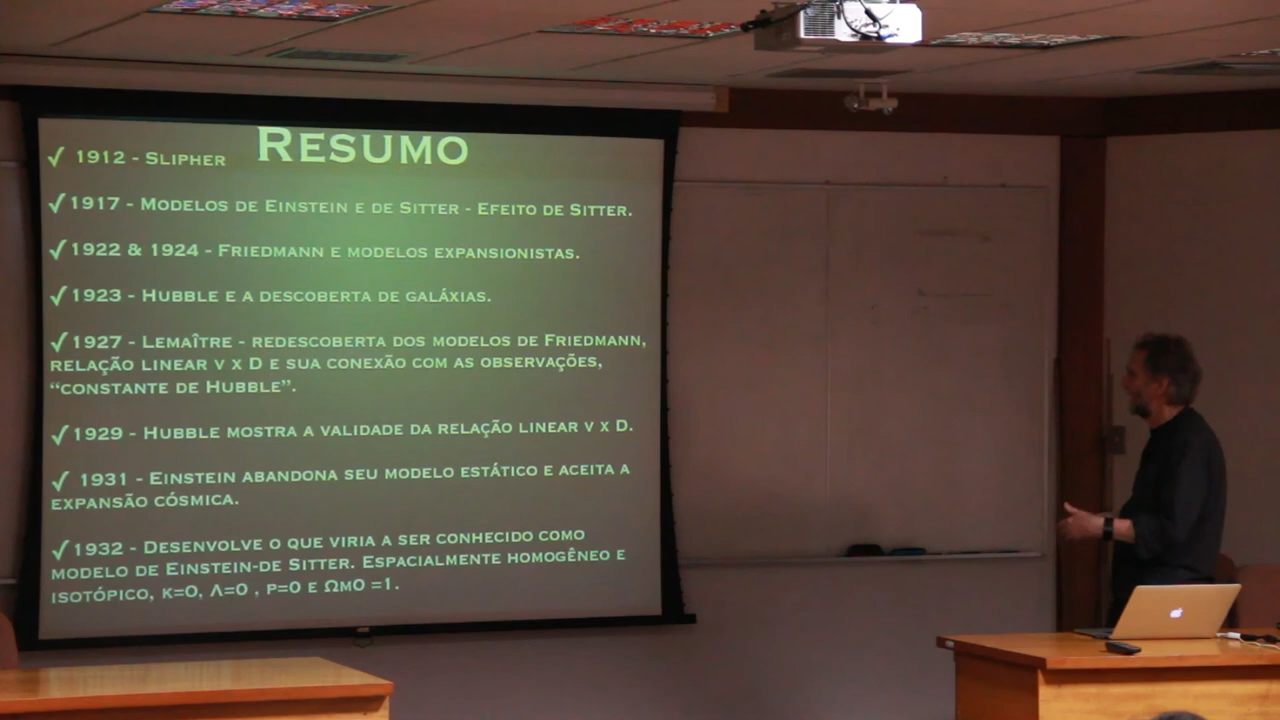 RESUMO
✓ 1912 - SLIPHER
✓ 1917 - MODELOS DE EINSTEIN E DE SITTER - EFEITO DE SITTER.
✓ 1922 & 1924 - FRIEDMANN E MODELOS EXPANSIONISTAS.
✓ 1923 - HUBBLE E A DESCOBERTA DE GALÁXIAS.
✓ 1927 - LEMAÎTRE - REDESCOBERTA DOS MODELOS DE FRIEDMANN,
RELAÇÃO LINEAR V X D E SUA CONEXÃO COM AS OBSERVAÇÕES,
“CONSTANTE DE HUBBLE”.
✓ 1929 - HUBBLE MOSTRA A VALIDADE DA RELAÇÃO LINEAR V X D.
✓ 1931 - EINSTEIN ABANDONA SEU MODELO ESTÁTICO E ACEITA A
EXPANSÃO CÓSMICA.
✓ 1932 - DESENVOLVE O QUE VIRIA A SER CONHECIDO COMO
MODELO DE EINSTEIN-DE SITTER. ESPACIALMENTE HOMOGÊNEO E
ISOTÓPICO, K=0, Λ=0 , P=0 E ΩM0 =1.